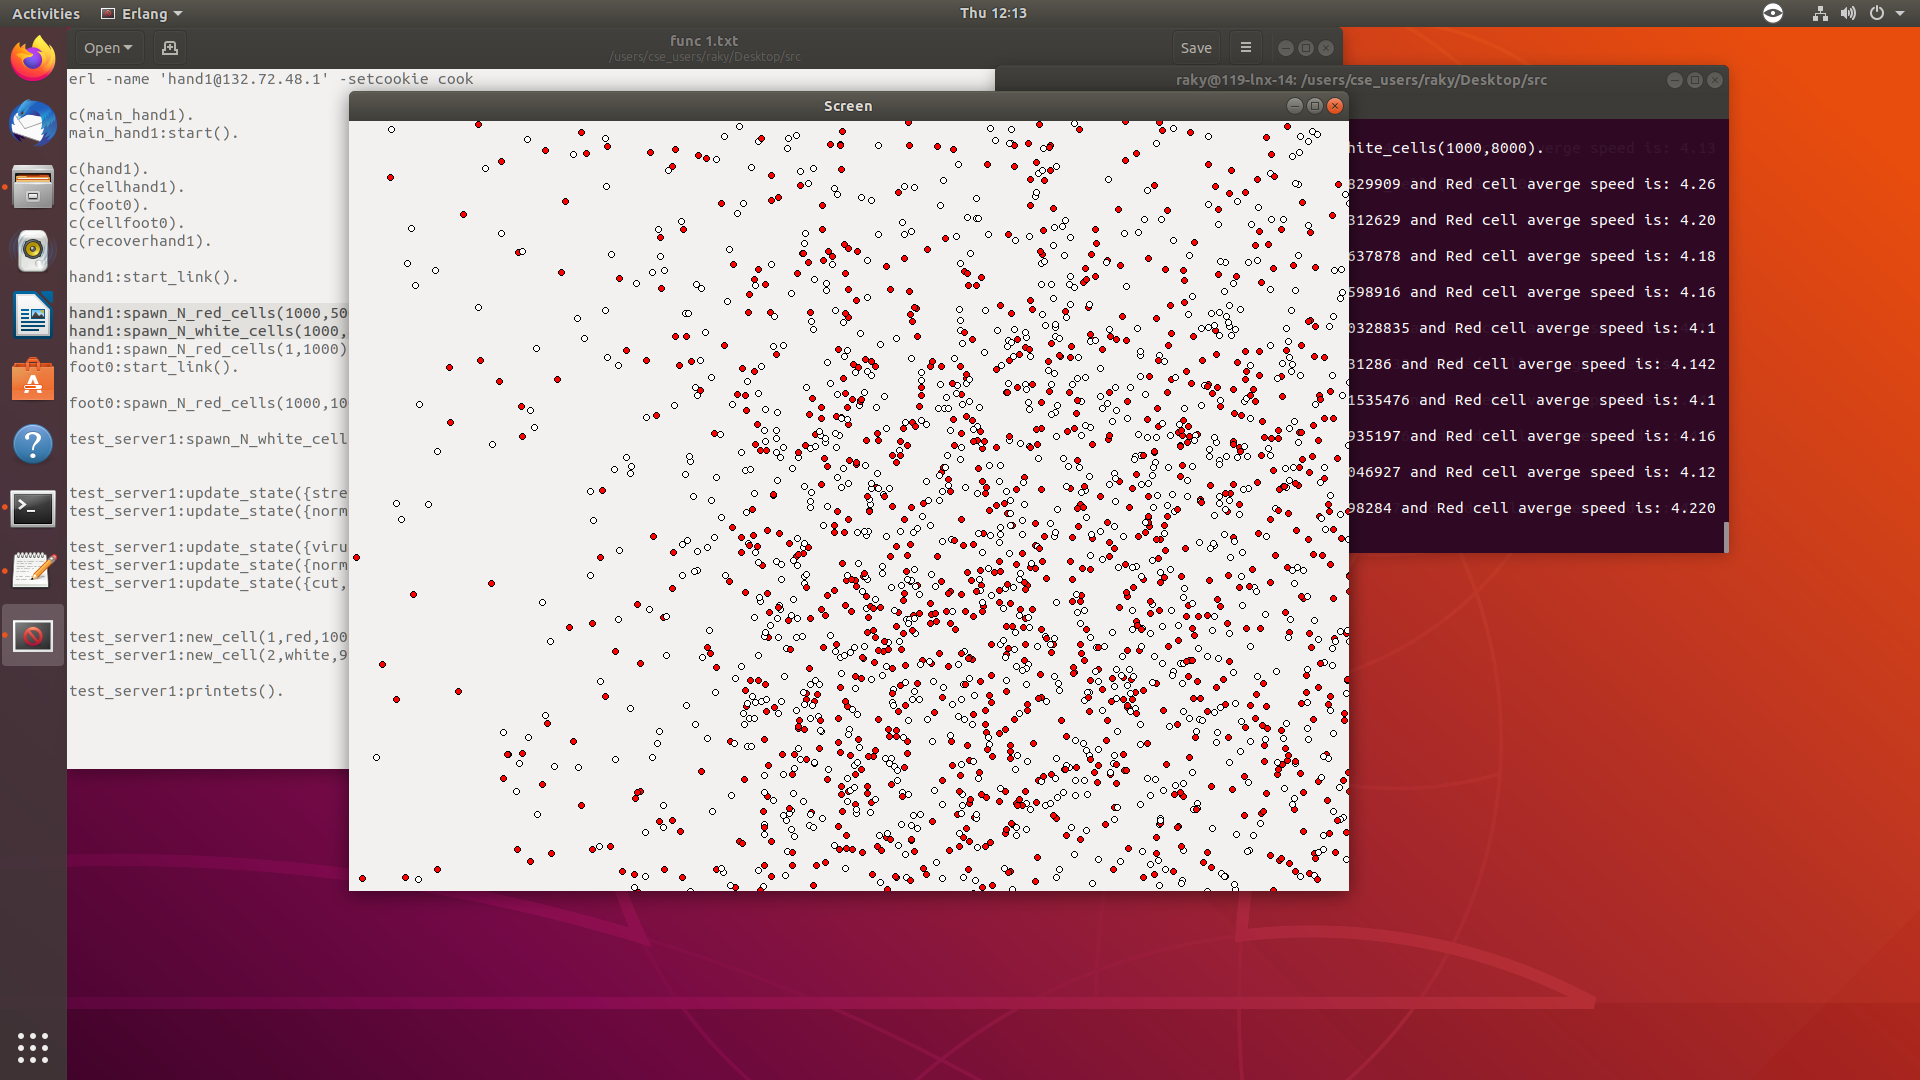 Activities
Erlang
Thu 12:13
Open
func 1.txt
/users/cse_users/raky/Desktop/src
Save
erl -name 'hand1@132.72.48.1' -setcookie cook
c(main_hand1).
main_hand1:start().
c(hand1).
c(cellhand1).
c(foot0).
c(cellfoot0).
c(recoverhand1).
hand1:start_link().
hand1:spawn_N_red_cells(1000,50
hand1:spawn_N_white_cells(1000,
hand1:spawn_N_red_cells(1,1000)
foot0:start_link().
foot0:spawn_N_red_cells(1000,10
test_server1:spawn_N_white_cell
test_server1:update_state({stre
test_server1:update_state({norm
test_server1:update_state({viru
test_server1:update_state({norm
test_server1:update_state({cut,
test_server1:new_cell(1,red,100
test_server1:new_cell(2,white,9
test_server1:printets().
Screen
raky@119-lnx-14: /users/cse_users/raky/Desktop/src
hite_cells(1000,8000).
829909 and Red cell averge speed is: 4.26
312629 and Red cell averge speed is: 4.20
637878 and Red cell averge speed is: 4.18
598916 and Red cell averge speed is: 4.16
0328835 and Red cell averge speed is: 4.1
31286 and Red cell averge speed is: 4.142
1535476 and Red cell averge speed is: 4.1
935197 and Red cell averge speed is: 4.16
046927 and Red cell averge speed is: 4.12
98284 and Red cell averge speed is: 4.220